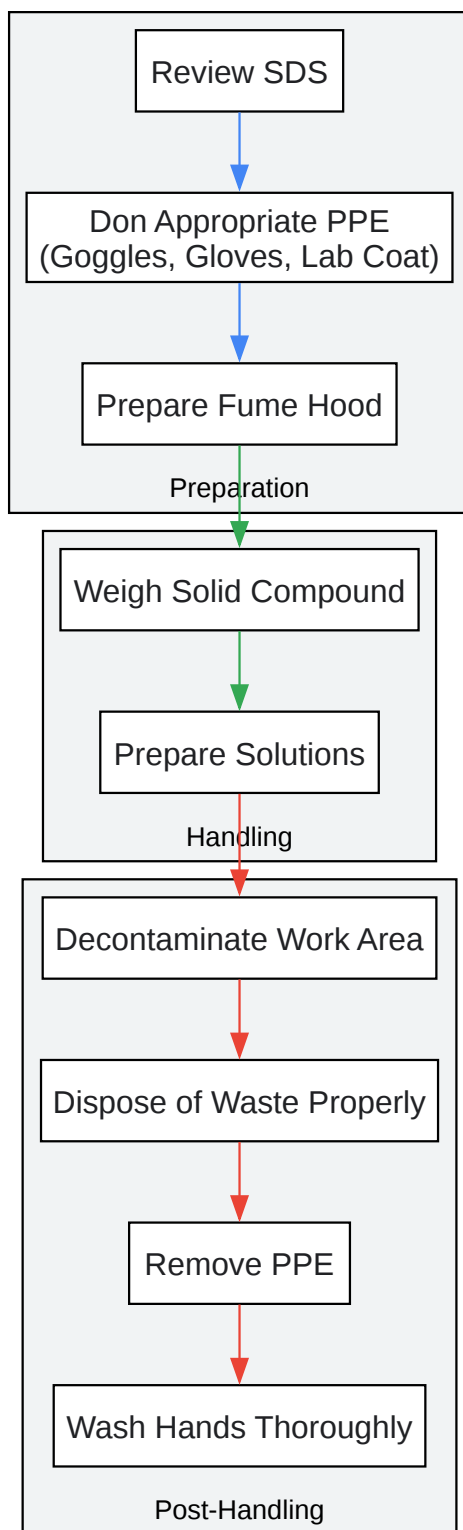 Review SDS
Don Appropriate PPE
(Goggles, Gloves, Lab Coat)
Prepare Fume Hood
Preparation
Weigh Solid Compound
Prepare Solutions
Handling
Decontaminate Work Area
Dispose of Waste Properly
Remove PPE
Wash Hands Thoroughly
Post-Handling